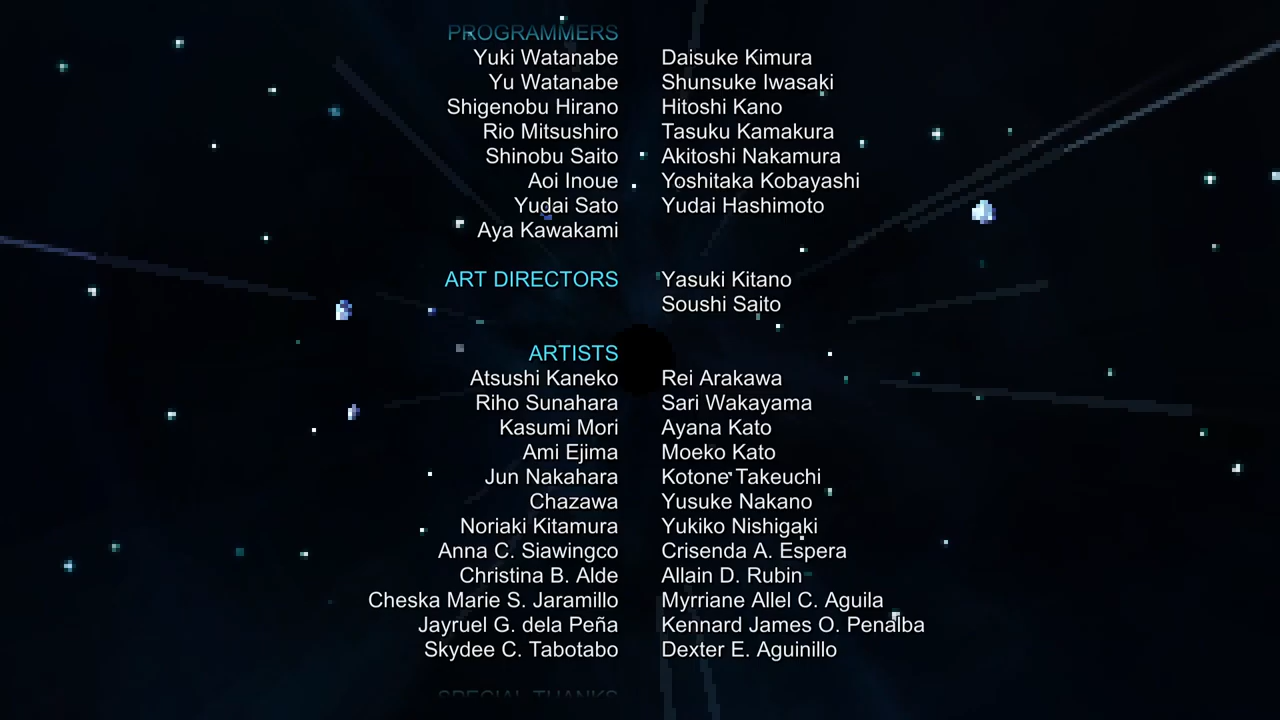 PROGRAMMERS
Yuki Watanabe Daisuke Kimura
Yu Watanabe Shunsuke Iwasaki
Shigenobu Hirano Hitoshi Kano
Rio Mitsushiro Tasuku Kamakura
Shinobu Saito Akitoshi Nakamura
Aoi Inoue Yoshitaka Kobayashi
Yudai Sato Yudai Hashimoto
Aya Kawakami
ART DIRECTORS Yasuki Kitano
Soushi Saito
ARTISTS
Atsushi Kaneko Rei Arakawa
Riho Sunahara Sari Wakayama
Kasumi Mori Ayana Kato
Ami Ejima Moeko Kato
Jun Nakahara Kotone Takeuchi
Chazawa Yusuke Nakano
Noriaki Kitamura Yukiko Nishigaki
Anna C. Siawingco Crisenda A. Espera
Christina B. Alde Allain D. Rubin
Cheska Marie S. Jaramillo Myrriane Allel C. Aguila
Jayruel G. dela Peña Kennard James O. Penalba
Skydee C. Tabotabo Dexter E. Aguinillo
SPECIAL THANKS